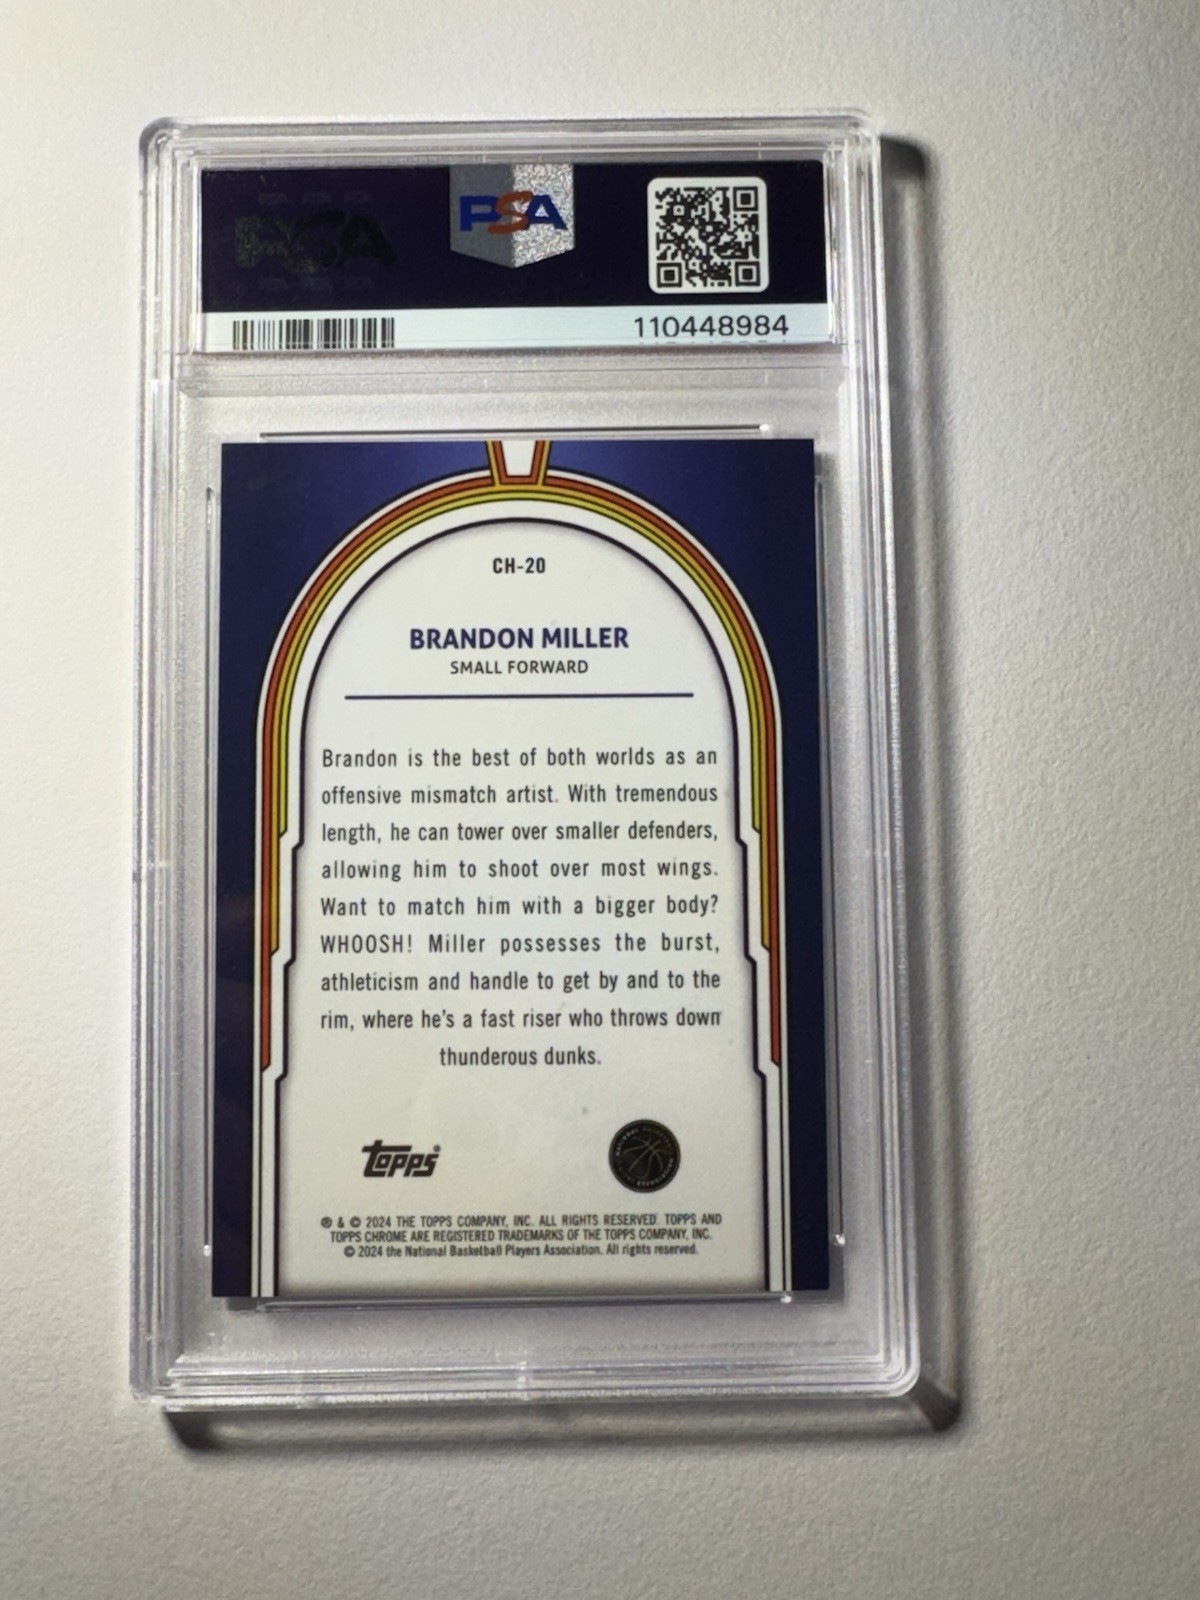 PSA
110448984
CH-20
BRANDON MILLER
SMALL FORWARD
Brandon is the best of both worlds as an
offensive mismatch artist. With tremendous
length, he can tower over smaller defenders,
allowing him to shoot over most wings.
Want to match him with a bigger body?
WHOOSH! Miller possesses the burst,
athleticism and handle to get by and to the
rim, where he's a fast riser who throws down
thunderous dunks.
topps®
® & © 2024 THE TOPPS COMPANY, INC. ALL RIGHTS RESERVED. TOPPS AND
TOPPS CHROME ARE REGISTERED TRADEMARKS OF THE TOPPS COMPANY, INC.
© 2024 the National Basketball Players Association. All rights reserved.